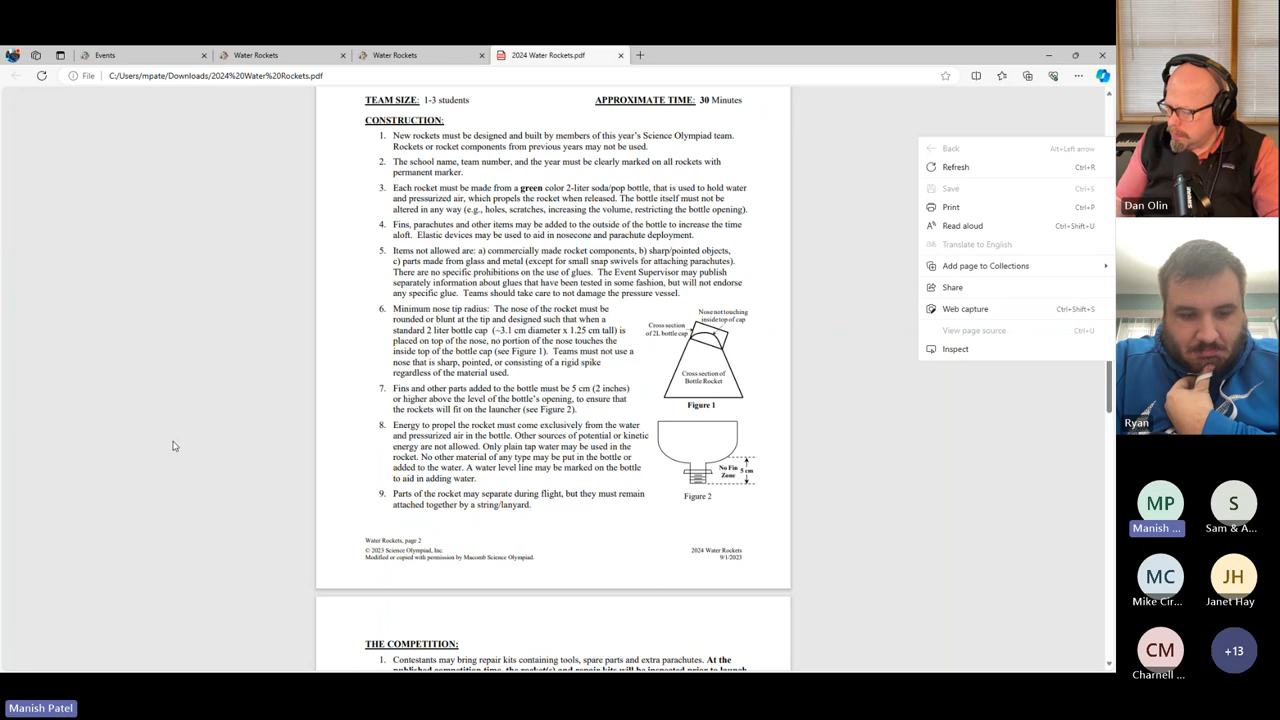 Events
Water Rockets
Water Rockets
2024 Water Rockets.pdf
File
C:/Users/mpate/Downloads/2024%20Water%20Rockets.pdf
TEAM SIZE: 1-3 students
APPROXIMATE TIME: 30 Minutes
CONSTRUCTION:
1. New rockets must be designed and built by members of this year's Science Olympiad team.
Rockets or rocket components from previous years may not be used.
2. The school name, team number, and the year must be clearly marked on all rockets with
permanent marker.
3. Each rocket must be made from a green color 2-liter soda/pop bottle, that is used to hold water
and pressurized air, which propels the rocket when released. The bottle itself must not be
altered in any way (e.g., holes, scratches, increasing the volume, restricting the bottle opening).
4. Fins, parachutes and other items may be added to the outside of the bottle to increase the time
aloft. Elastic devices may be used to aid in nosecone and parachute deployment.
5. Items not allowed are: a) commercially made rocket components, b) sharp/pointed objects,
c) parts made from glass and metal (except for small snap swivels for attaching parachutes).
There are no specific prohibitions on the use of glues. The Event Supervisor may publish
separately information about glues that have been tested in some fashion, but will not endorse
any specific glue. Teams should take care to not damage the pressure vessel.
6. Minimum nose tip radius: The nose of the rocket must be
rounded or blunt at the tip and designed such that when a
standard 2 liter bottle cap (~3.1 cm diameter x 1.25 cm tall) is
placed on top of the nose, no portion of the nose touches the
inside top of the bottle cap (see Figure 1). Teams must not use a
nose that is sharp, pointed, or consisting of a rigid spike
regardless of the material used.
Nose not touching
inside top of cap
Cross section
of 2L bottle cap
Cross section of
Bottle Rocket
Figure 1
7. Fins and other parts added to the bottle must be 5 cm (2 inches)
or higher above the level of the bottle's opening, to ensure that
the rockets will fit on the launcher (see Figure 2).
8. Energy to propel the rocket must come exclusively from the water
and pressurized air in the bottle. Other sources of potential or kinetic
energy are not allowed. Only plain tap water may be used in the
rocket. No other material of any type may be put in the bottle or
added to the water. A water level line may be marked on the bottle
to aid in adding water.
No Fin
Zone
5 cm
Figure 2
9. Parts of the rocket may separate during flight, but they must remain
attached together by a string/lanyard.
Water Rockets, page 2
© 2023 Science Olympiad, Inc.
Modified or copied with permission by Macomb Science Olympiad.
2024 Water Rockets
9/1/2023
THE COMPETITION:
1. Contestants may bring repair kits containing tools, spare parts and extra parachutes. At the
published competition time, the rocket(s) and repair kits will be inspected prior to launch
Back Alt+Left arrow
Refresh Ctrl+R
Save Ctrl+S
Print Ctrl+P
Read aloud Ctrl+Shift+U
Translate to English
Add page to Collections
Share
Web capture Ctrl+Shift+S
View page source Ctrl+U
Inspect
Dan Olin
Ryan
MP
Manish ...
S
Sam & A...
MC
Mike Cir...
JH
Janet Hay
CM
Charnell ...
+13
Manish Patel